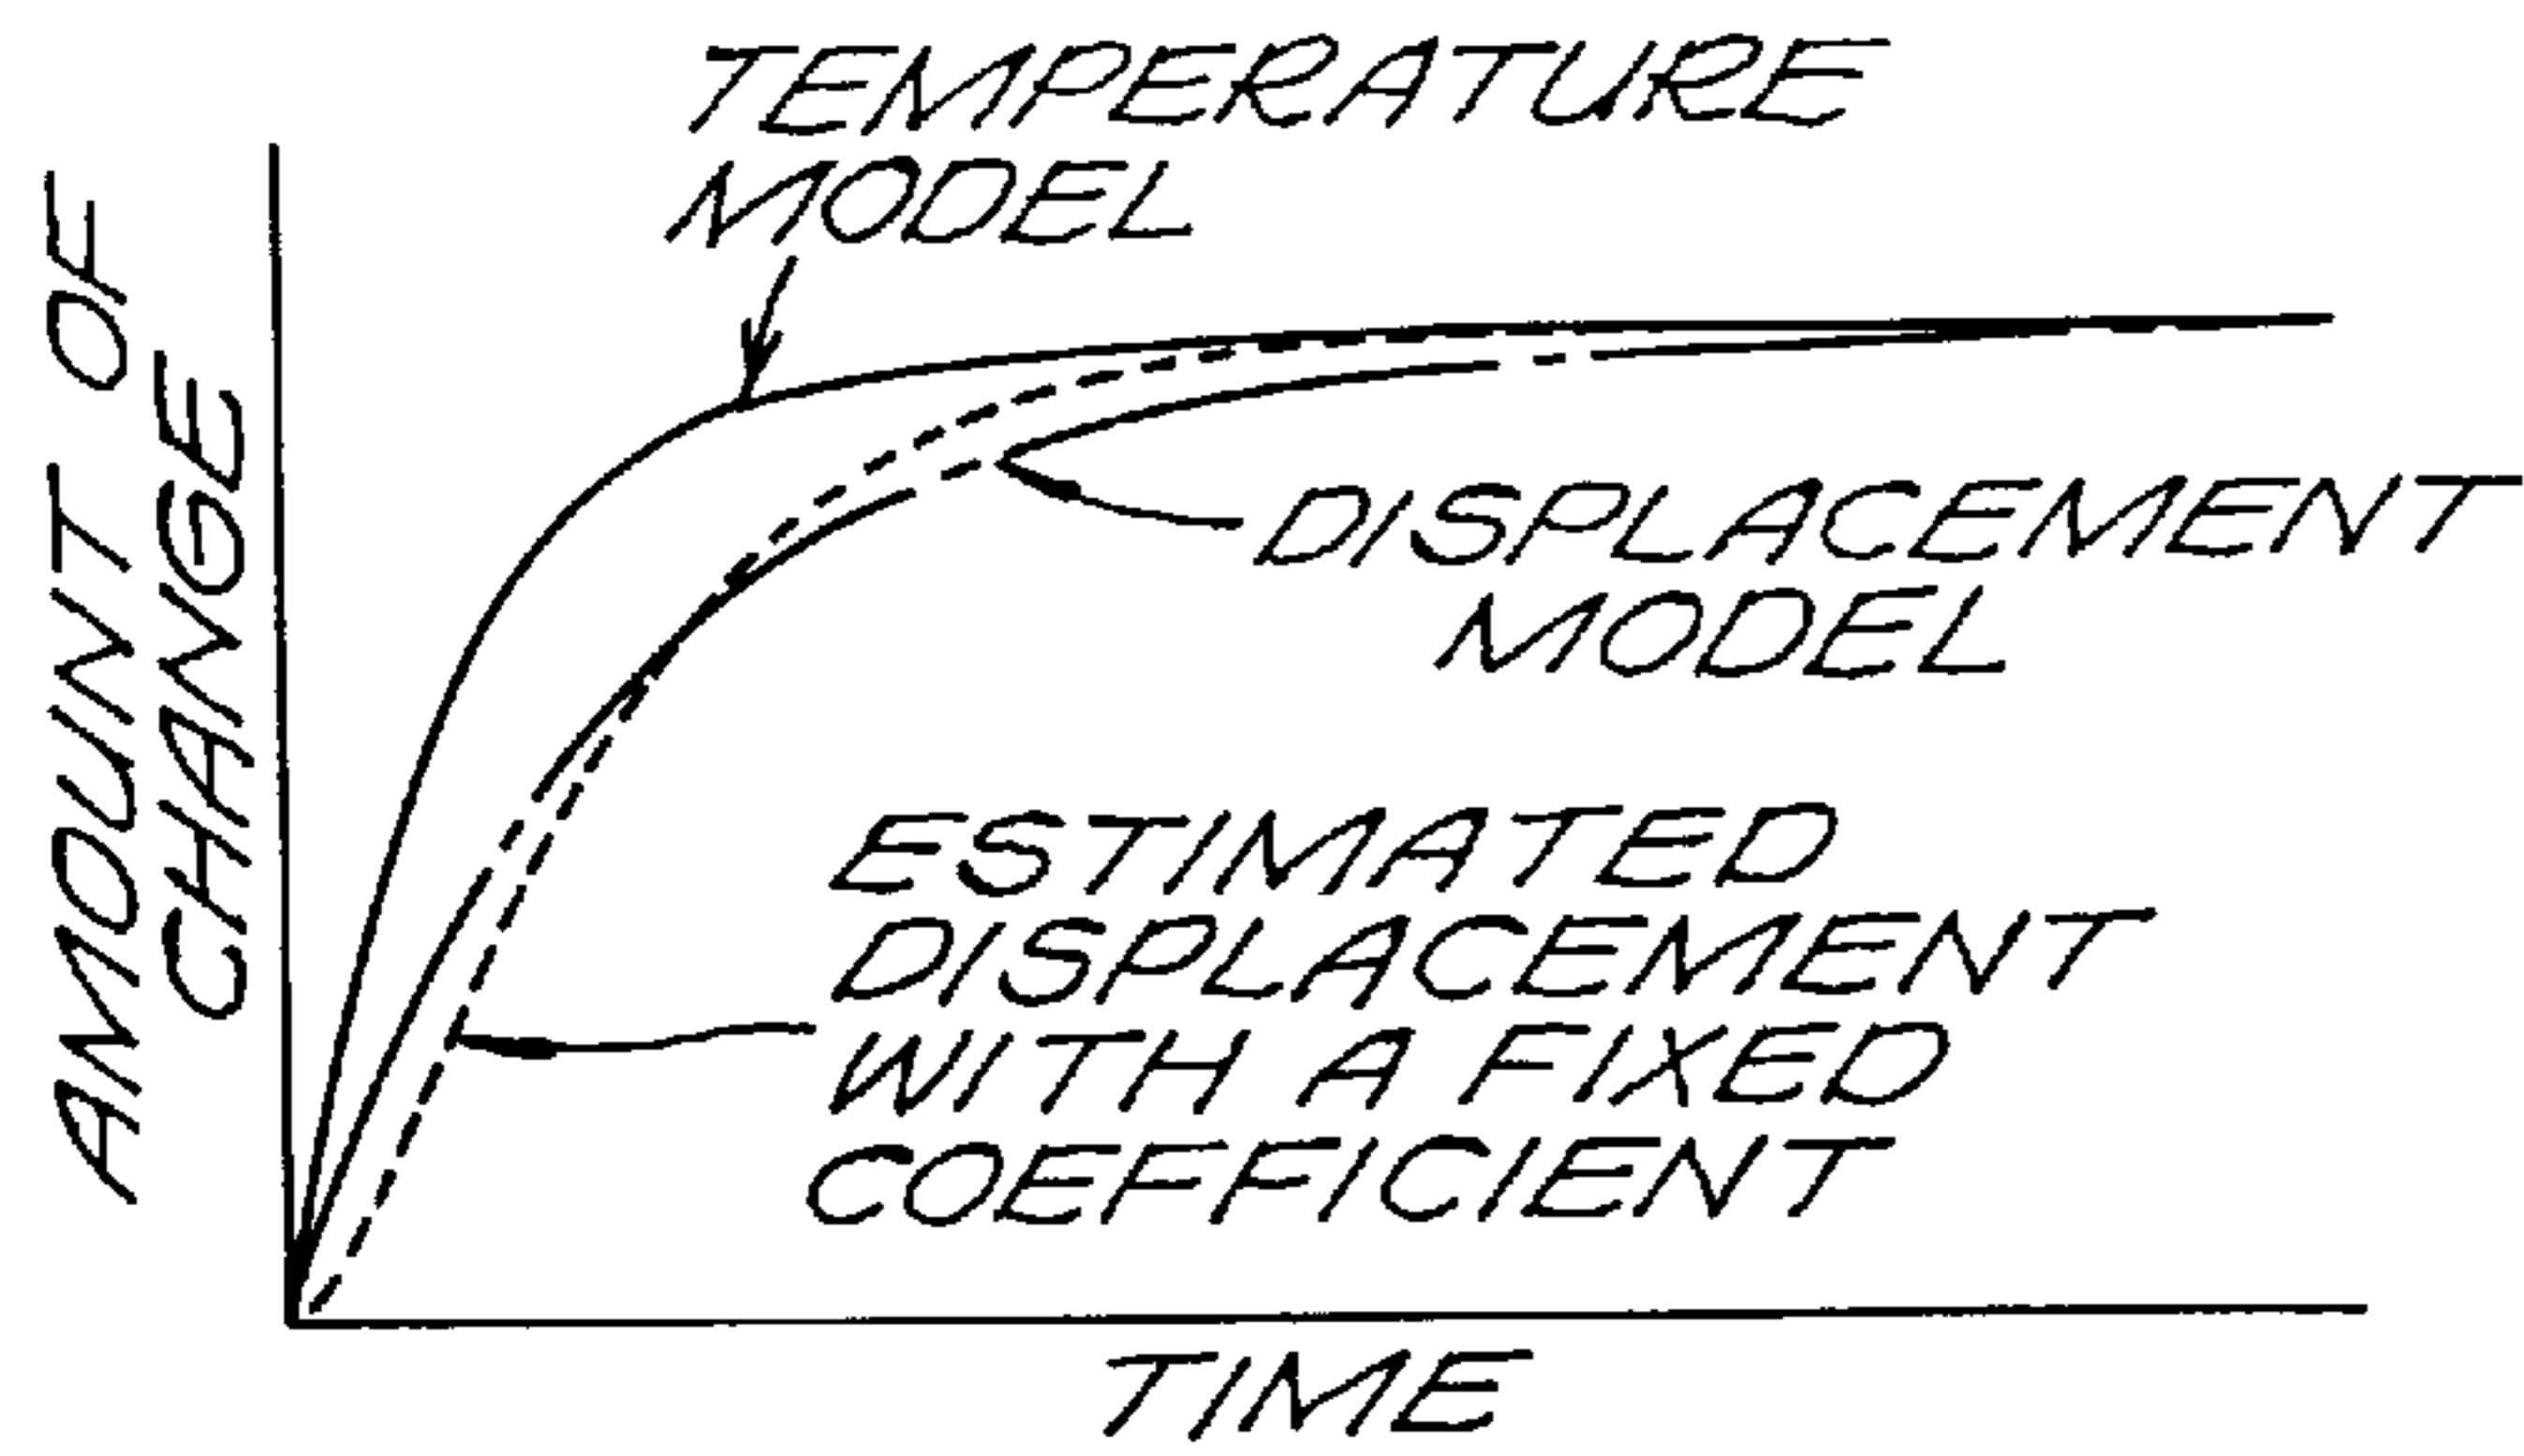 TEMPERATURE
MODEL
AMOUNT OF
CHANGE
DISPLACEMENT
MODEL
ESTIMATED
DISPLACEMENT
WITH A FIXED
COEFFICIENT
TIME